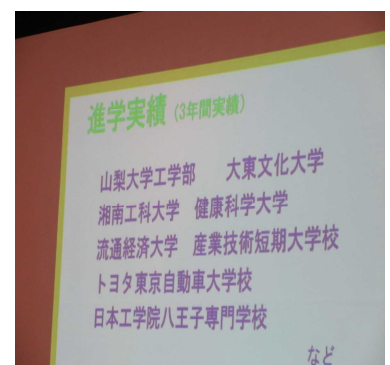 進学実績（3年間実績）
山梨大学工学部　大東文化大学
湘南工科大学　健康科学大学
流通経済大学　産業技術短期大学校
トヨタ東京自動車大学校
日本工学院八王子専門学校
など